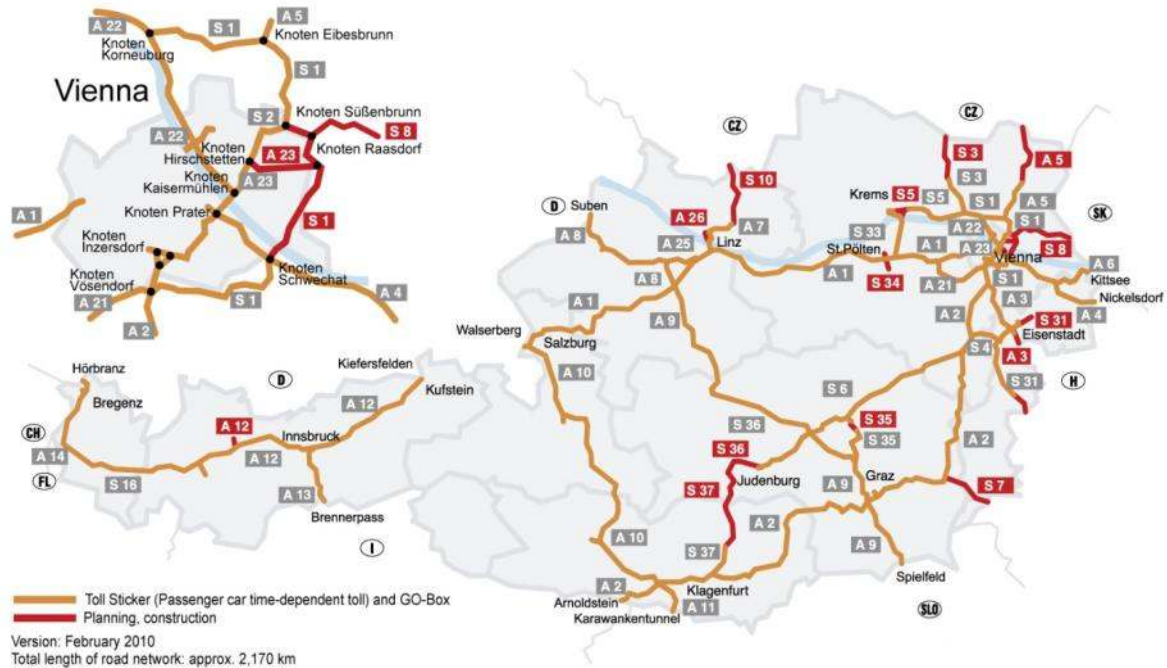 A 22
S 1
A 5
Knoten Eibesbrunn
Knoten
Korneuburg
S 1
Vienna
S 2
Knoten Süßenbrunn
A 22
S 8
Knoten
Hirschstetten
A 23
Knoten Raasdorf
Knoten
Kaisermühlen
A 23
A 1
Knoten Prater
S 1
Knoten
Inzersdorf
Knoten
Vösendorf
Knoten
Schwechat
A 21
S 1
A 4
A 2
Hörbranz
D
Kiefersfelden
Bregenz
A 12
Kufstein
CH
A 12
Innsbruck
A 14
A 12
FL
S 16
A 13
Brennerpass
I
CZ
CZ
S 3
A 5
S 10
D
Suben
Krems
S5
S5
S 3
A 5
A 26
A 7
S 1
S 1
SK
A 8
A 25
Linz
S 33
A 22
St.Pölten
A 1
A 23
S 8
Vienna
A 8
A 1
S 34
A 21
S 1
A 6
Kittsee
A 1
A 3
Nickelsdorf
A 9
A 2
A 4
Walserberg
Salzburg
S 31
Eisenstadt
S 4
A 3
A 10
S 31
H
S 6
S 36
S 35
S 35
A 2
S 36
Judenburg
Graz
S 37
A 9
S 7
A 2
A 10
S 37
A 9
A 2
Klagenfurt
Spielfeld
Arnoldstein
A 11
Karawankentunnel
SLO
Toll Sticker (Passenger car time-dependent toll) and GO-Box
Planning, construction
Version: February 2010
Total length of road network: approx. 2,170 km